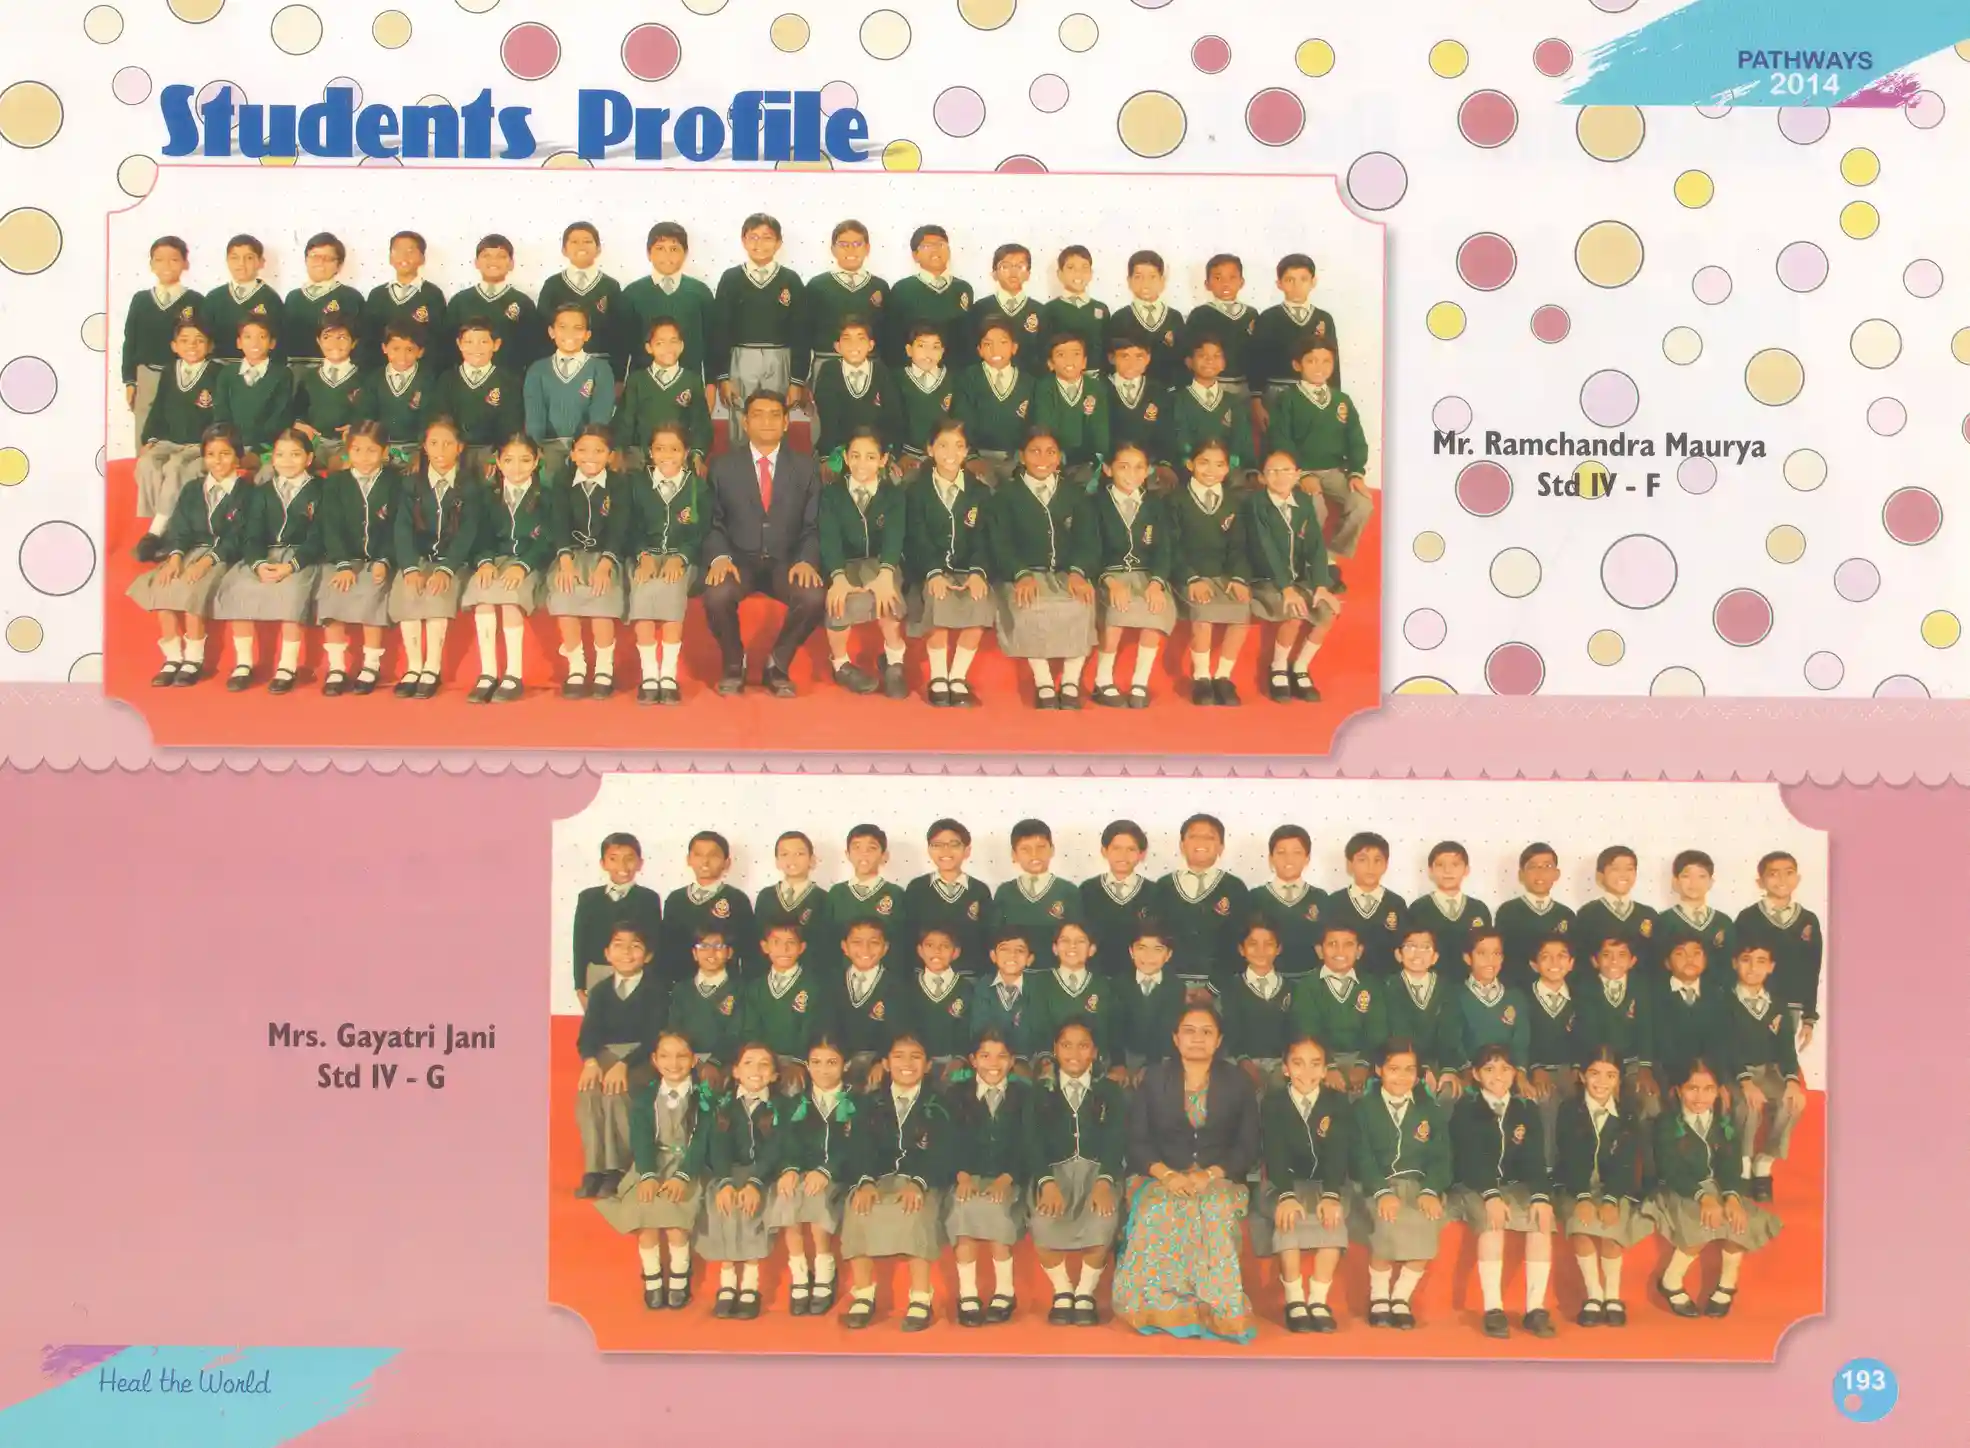 PATHWAYS
2014
Students Profile
Mr. Ramchandra Maurya
Std IV - F
Mrs. Gayatri Jani
Std IV - G
Heal the World
193